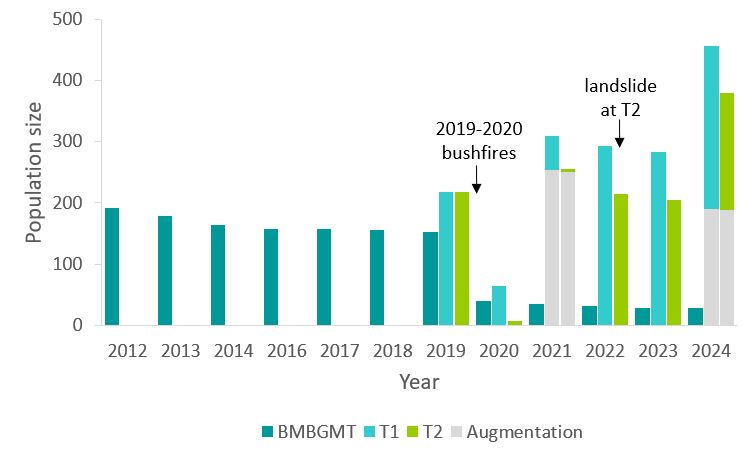 500
400
300
200
100
0
Population size
2019-2020
bushfires
landslide
at T2
2012 2013 2014 2016 2017 2018 2019 2020 2021 2022 2023 2024
Year
BMBGMT T1 T2 Augmentation